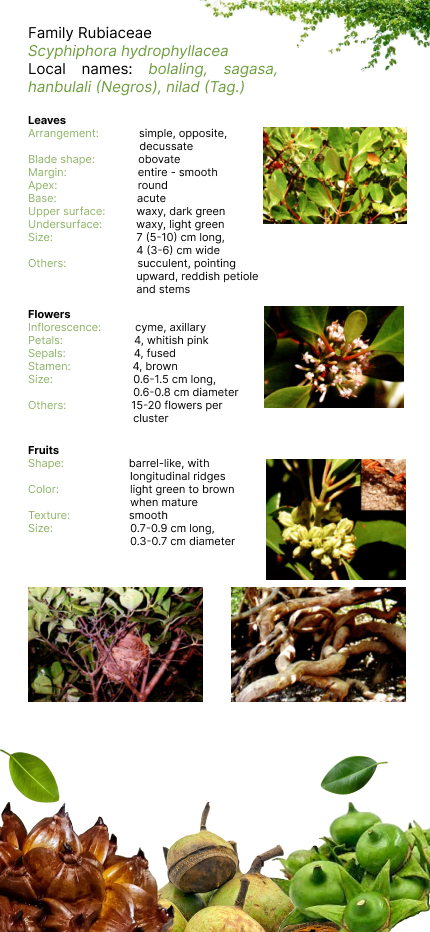 Family Rubiaceae
Scyphiphora hydrophyllacea
Local names: bolaling, sagasa,
hanbulali (Negros), nilad (Tag.)
Leaves
Arrangement: simple, opposite,
decussate
Blade shape: obovate
Margin: entire - smooth
Apex: round
Base: acute
Upper surface: waxy, dark green
Undersurface: waxy, light green
Size: 7 (5-10) cm long,
4 (3-6) cm wide
Others: succulent, pointing
upward, reddish petiole
and stems
Flowers
Inflorescence: cyme, axillary
Petals: 4, whitish pink
Sepals: 4, fused
Stamen: 4, brown
Size: 0.6-1.5 cm long,
0.6-0.8 cm diameter
Others: 15-20 flowers per
cluster
Fruits
Shape: barrel-like, with
longitudinal ridges
Color: light green to brown
when mature
Texture: smooth
Size: 0.7-0.9 cm long,
0.3-0.7 cm diameter